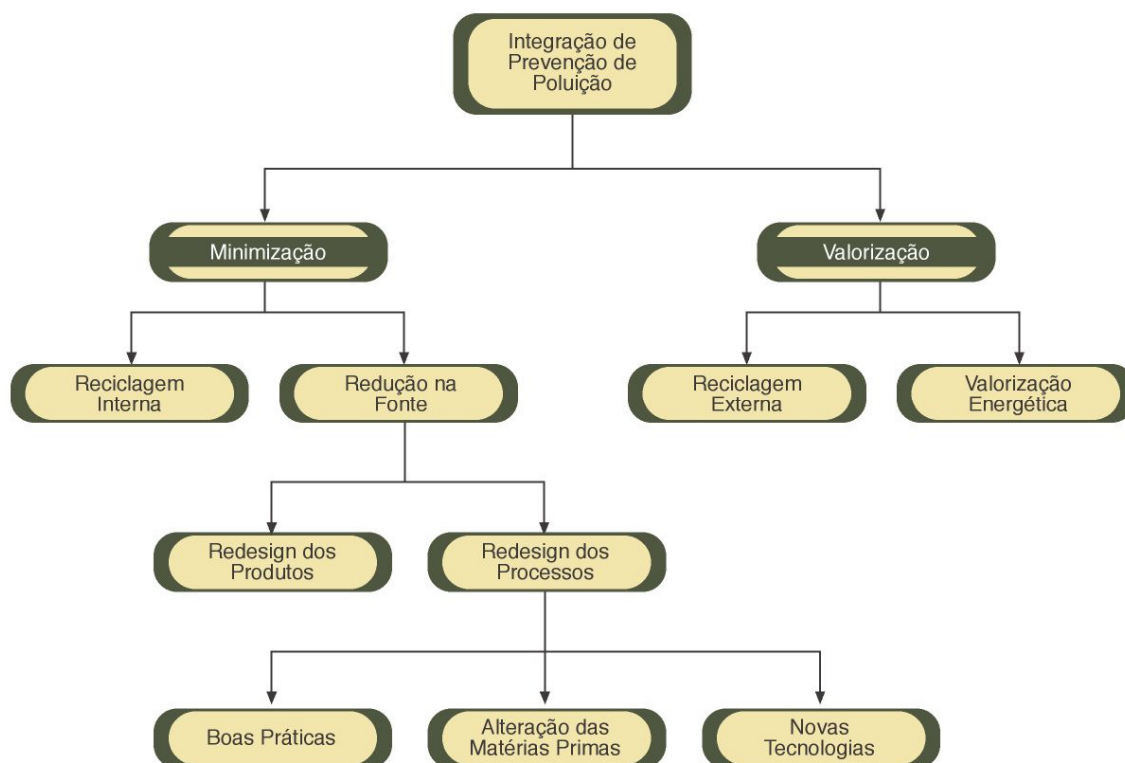 Integração de
Prevenção de
Poluição
Minimização
Valorização
Reciclagem
Interna
Redução na
Fonte
Reciclagem
Externa
Valorização
Energética
Redesign dos
Produtos
Redesign dos
Processos
Boas Práticas
Alteração das
Matérias Primas
Novas
Tecnologias